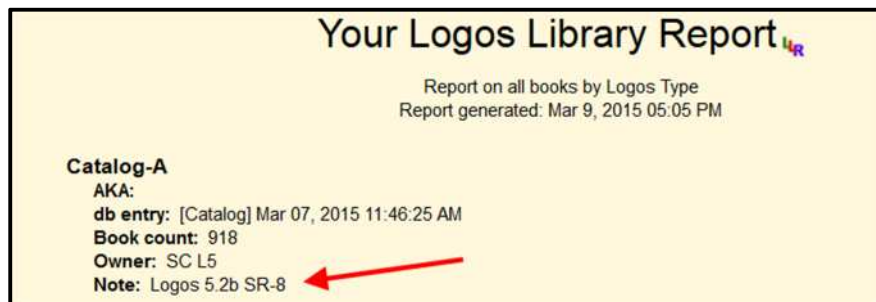 Your Logos Library Report LLR
Report on all books by Logos Type
Report generated: Mar 9, 2015 05:05 PM
Catalog-A
AKA:
db entry: [Catalog] Mar 07, 2015 11:46:25 AM
Book count: 918
Owner: SC L5
Note: Logos 5.2b SR-8